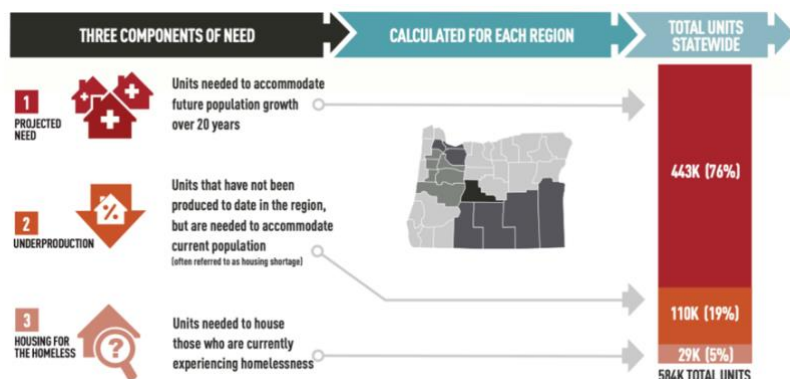 THREE COMPONENTS OF NEED
CALCULATED FOR EACH REGION
TOTAL UNITS
STATEWIDE
1
PROJECTED
NEED
Units needed to accommodate
future population growth
over 20 years
443K (76%)
2
%
UNDERPRODUCTION
Units that have not been
produced to date in the region,
but are needed to accommodate
current population
(often referred to as housing shortage)
110K (19%)
3
?
HOUSING FOR
THE HOMELESS
Units needed to house
those who are currently
experiencing homelessness
29K (5%)
584K TOTAL UNITS